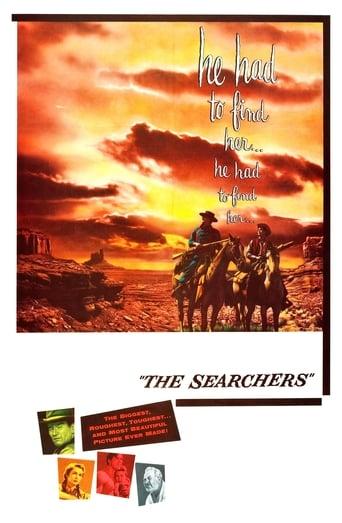 he had
to find
her...
he had
to find
her...
"THE SEARCHERS"
THE BIGGEST,
ROUGHEST, TOUGHEST...
AND MOST BEAUTIFUL
PICTURE EVER MADE!